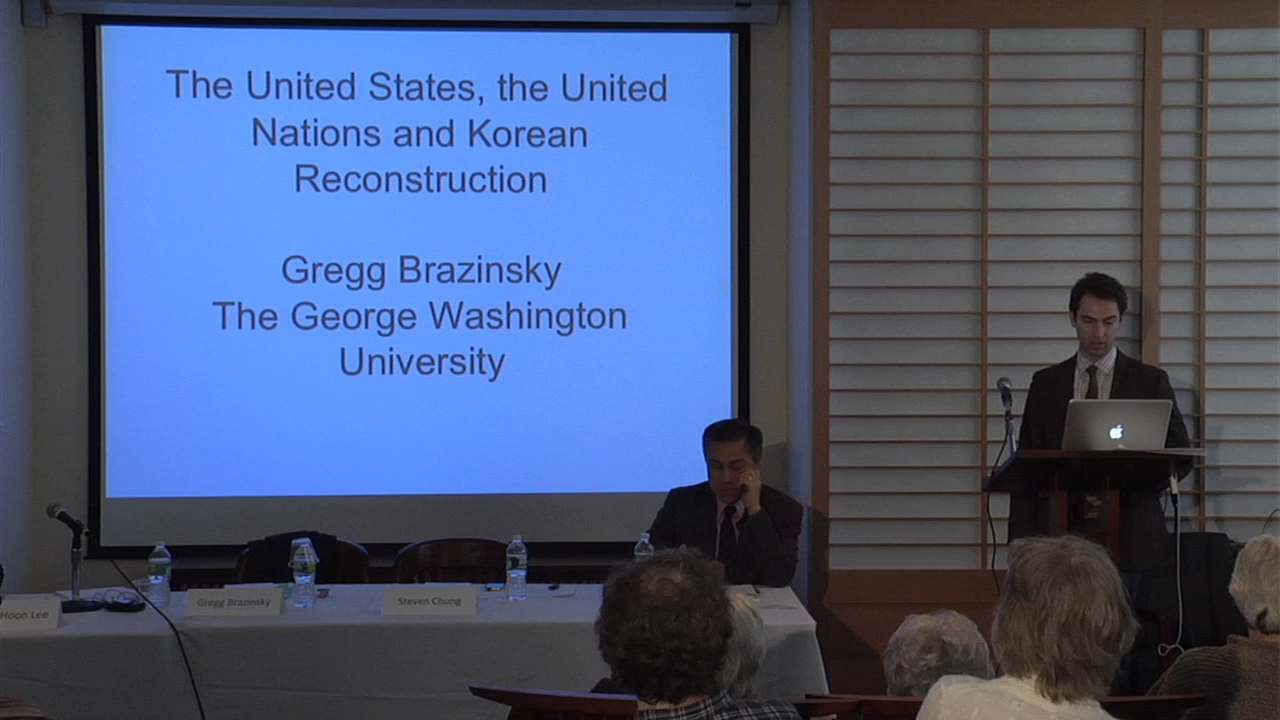 The United States, the United
Nations and Korean
Reconstruction
Gregg Brazinsky
The George Washington
University
Hoon Lee
Gregg Brazinsky
Steven Chung